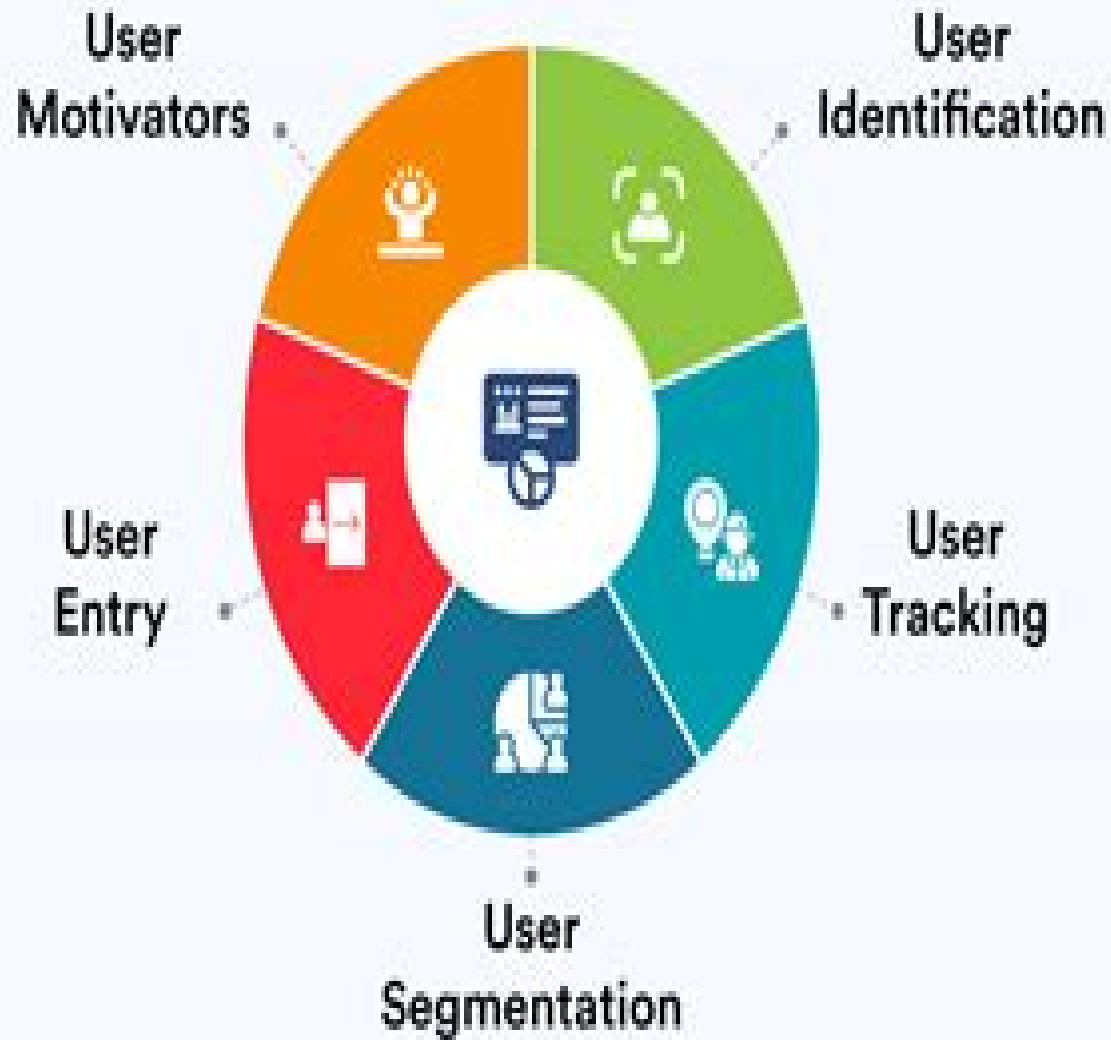 User
Motivators
User
Identification
User
Entry
User
Tracking
User
Segmentation